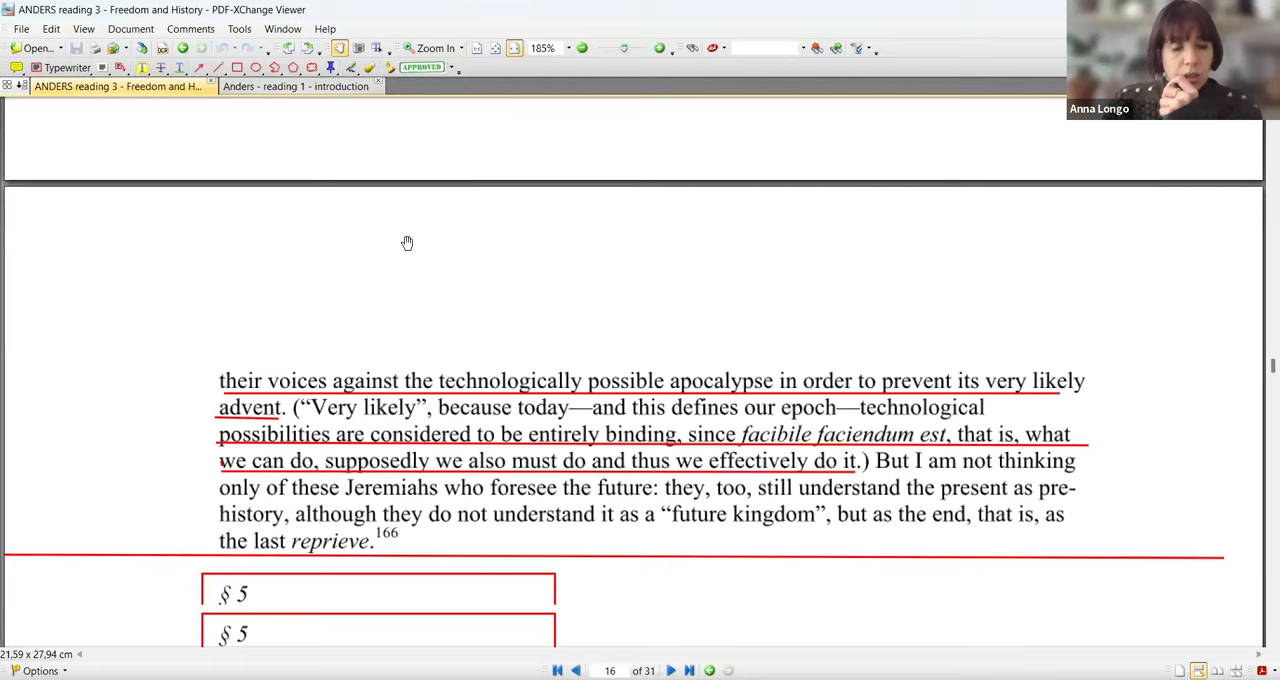 ANDERS reading 3 - Freedom and History - PDF-XChange Viewer
File Edit View Document Comments Tools Window Help
Open... Zoom In 185%
Typewriter APPROVED
ANDERS reading 3 - Freedom and H... Anders - reading 1 - introduction
Anna Longo
their voices against the technologically possible apocalypse in order to prevent its very likely
advent. (“Very likely”, because today—and this defines our epoch—technological
possibilities are considered to be entirely binding, since facibile faciendum est, that is, what
we can do, supposedly we also must do and thus we effectively do it.) But I am not thinking
only of these Jeremiahs who foresee the future: they, too, still understand the present as pre-
history, although they do not understand it as a “future kingdom”, but as the end, that is, as
the last reprieve.166
§ 5
§ 5
21,59 x 27,94 cm
Options 16 of 31